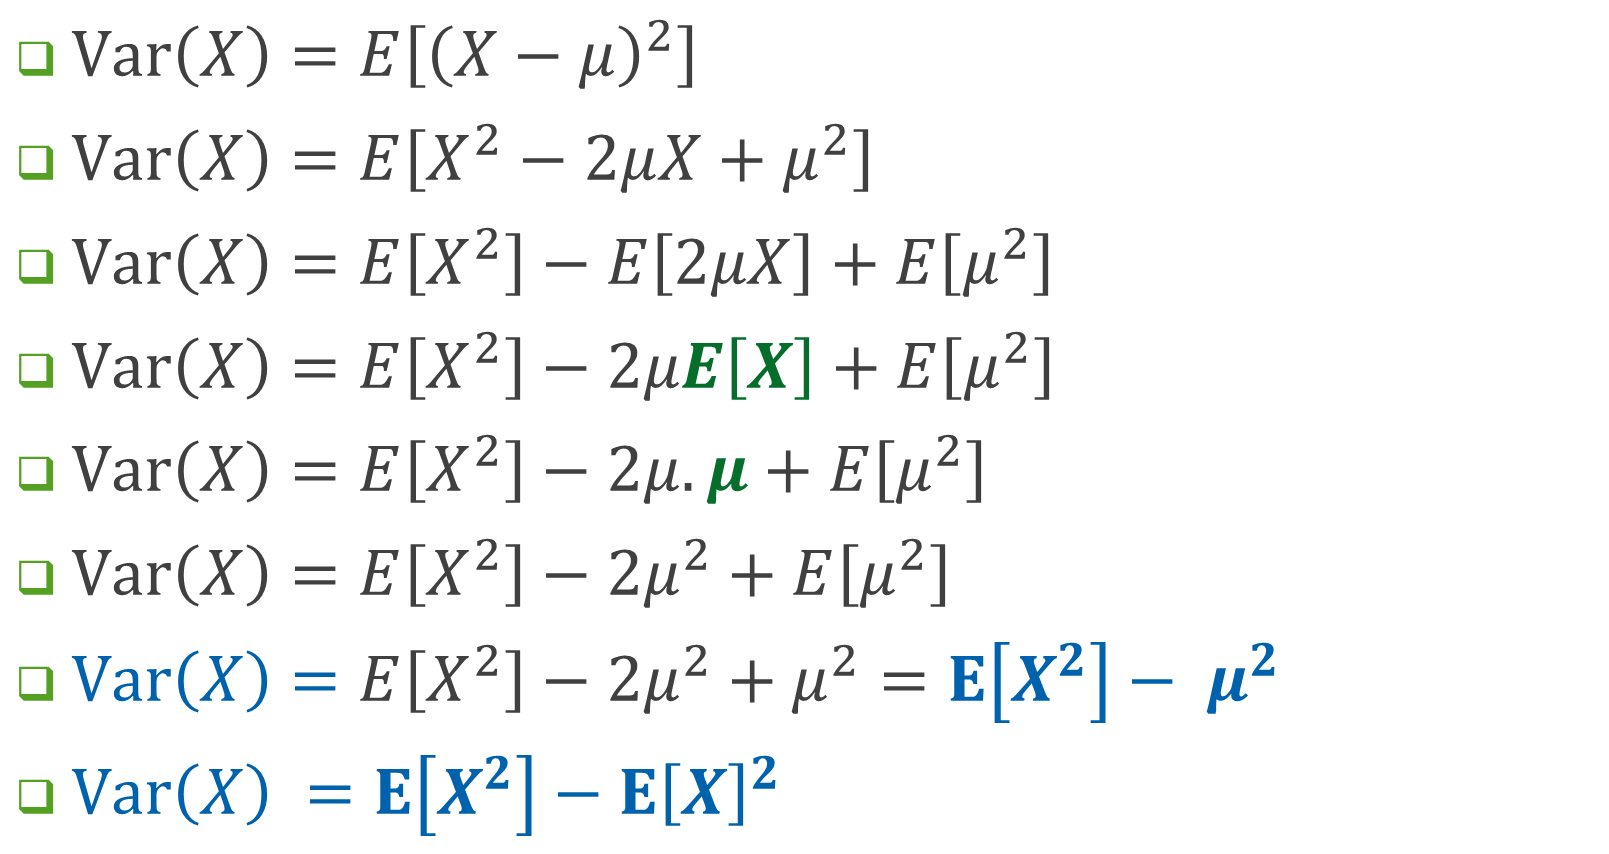 ❑ Var(X) = E[(X − μ)²]
❑ Var(X) = E[X² − 2μX + μ²]
❑ Var(X) = E[X²] − E[2μX] + E[μ²]
❑ Var(X) = E[X²] − 2μE[X] + E[μ²]
❑ Var(X) = E[X²] − 2μ.μ + E[μ²]
❑ Var(X) = E[X²] − 2μ² + E[μ²]
❑ Var(X) = E[X²] − 2μ² + μ² = E[X²] − μ²
❑ Var(X) = E[X²] − E[X]²